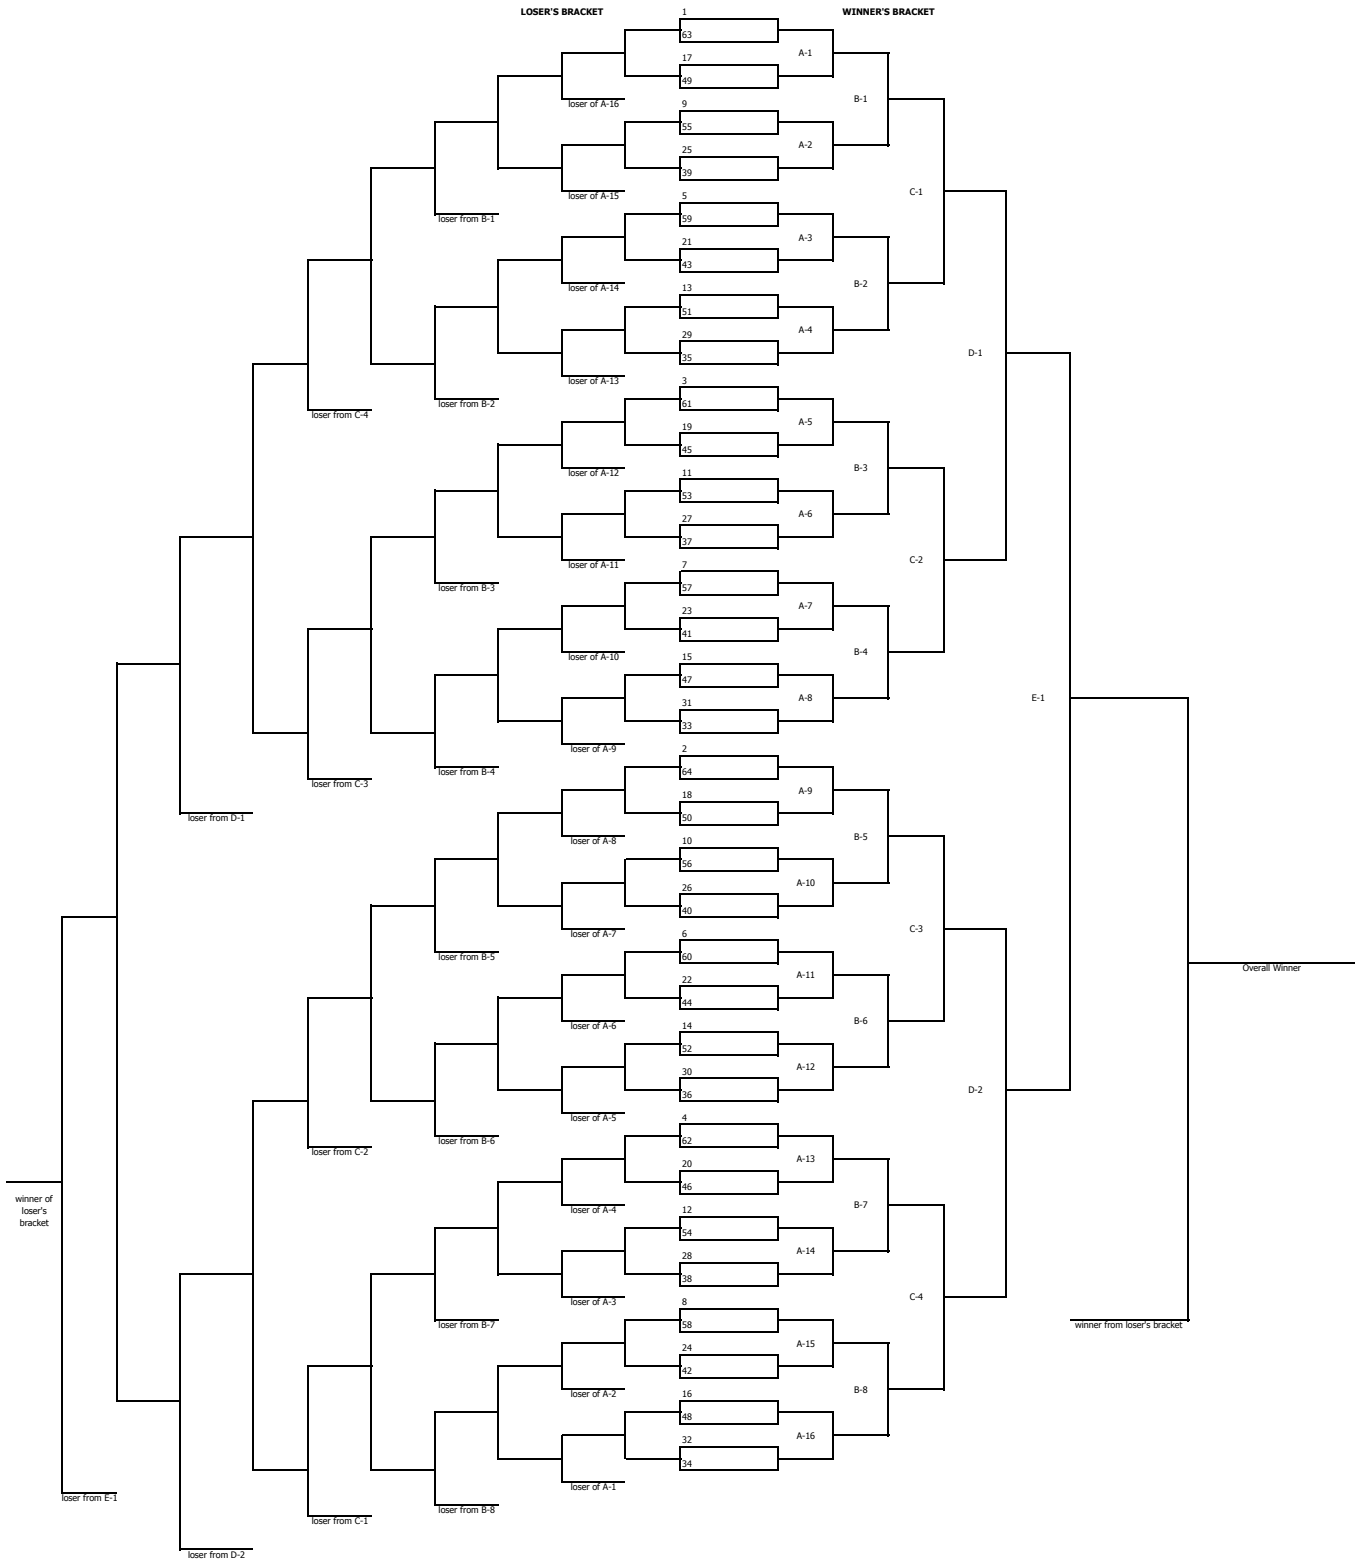 LOSER'S BRACKET
WINNER'S BRACKET
1
63
A-1
17
49
loser of A-16
B-1
9
55
A-2
25
39
C-1
loser of A-15
5
loser from B-1
59
A-3
21
43
loser of A-14
B-2
13
51
A-4
29
35
D-1
loser of A-13
3
loser from C-4
loser from B-2
61
A-5
19
45
loser of A-12
B-3
11
53
A-6
27
37
C-2
loser of A-11
7
loser from B-3
57
A-7
23
41
loser of A-10
B-4
15
47
A-8
E-1
31
33
loser of A-9
2
loser from C-3
loser from B-4
64
A-9
18
50
loser from D-1
loser of A-8
B-5
10
56
A-10
26
40
C-3
loser of A-7
6
loser from B-5
60
A-11
Overall Winner
22
44
loser of A-6
B-6
14
52
A-12
30
36
D-2
loser of A-5
4
loser from C-2
loser from B-6
62
A-13
20
46
winner of
loser's
bracket
loser of A-4
B-7
12
54
A-14
28
38
C-4
loser of A-3
8
loser from B-7
58
winner from loser's bracket
A-15
24
42
loser of A-2
B-8
16
48
A-16
32
34
loser of A-1
loser from E-1
loser from C-1
loser from B-8
loser from D-2